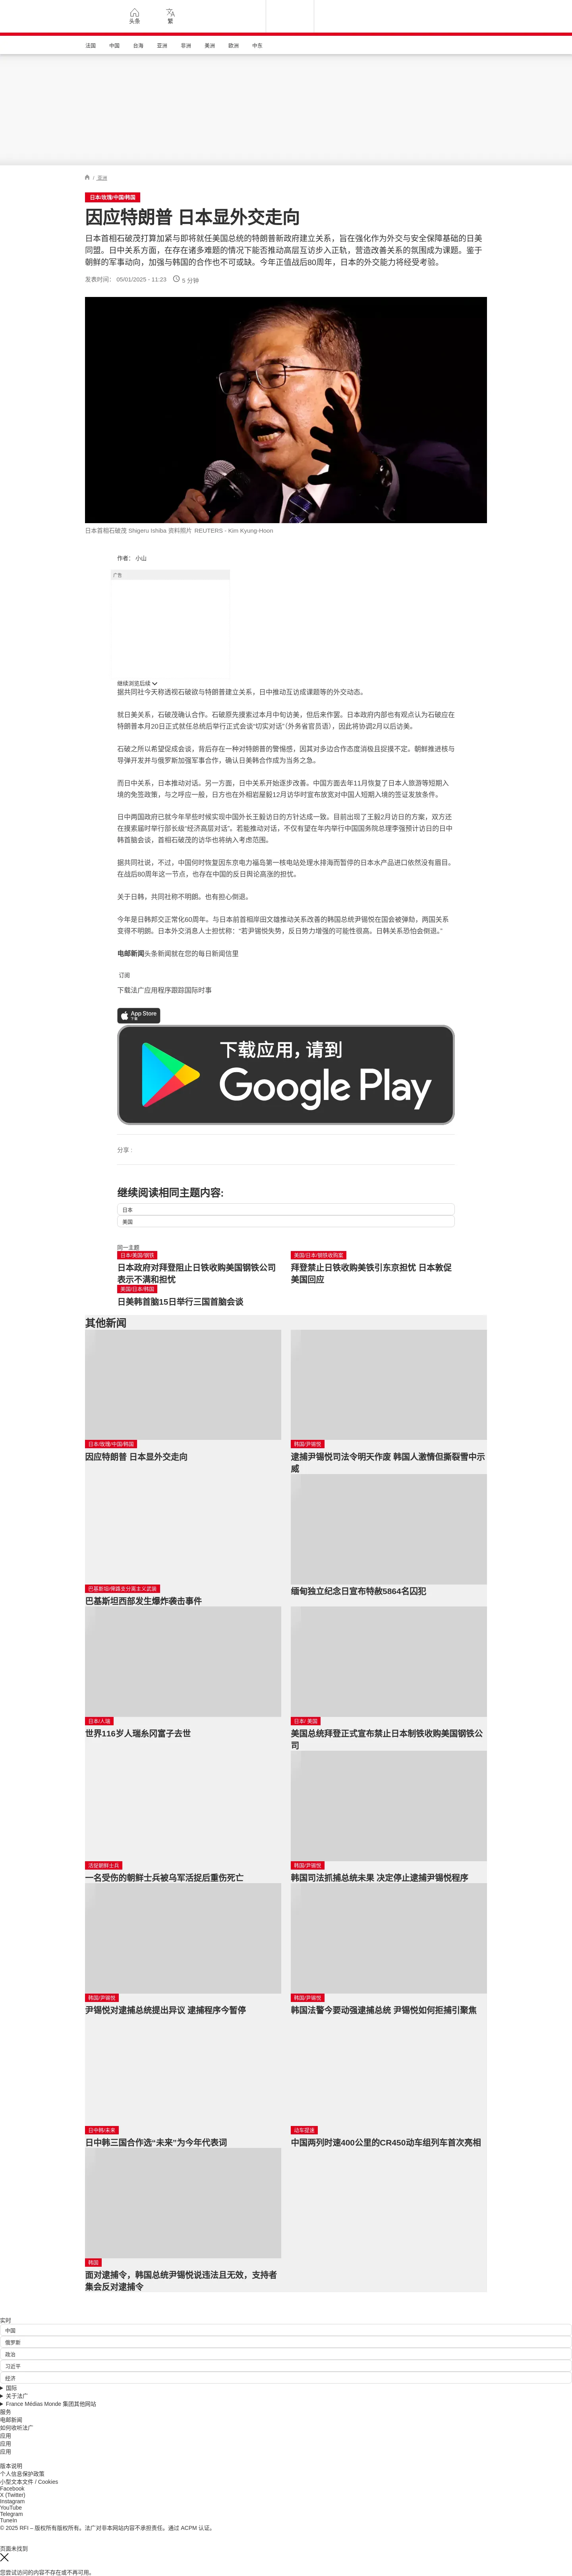 头条
繁
法国
中国
台海
亚洲
非洲
美洲
欧洲
中东
/ 亚洲
日本/攻瑰/中国/韩国
因应特朗普 日本显外交走向
日本首相石破茂打算加紧与即将就任美国总统的特朗普新政府建立关系，旨在强化作为外交与安全保障基础的日美
同盟。日中关系方面，在存在诸多难题的情况下能否推动高层互访步入正轨，营造改善关系的氛围成为课题。鉴于
朝鲜的军事动向，加强与韩国的合作也不可或缺。今年正值战后80周年，日本的外交能力将经受考验。
发表时间： 05/01/2025 - 11:23
5 分钟
日本首相石破茂 Shigeru Ishiba 资料照片 REUTERS - Kim Kyung-Hoon
作者： 小山
广告
继续浏览后续
据共同社今天称透视石破欲与特朗普建立关系，日中推动互访成课题等的外交动态。
就日美关系，石破茂确认合作。石破原先摸索过本月中旬访美，但后来作罢。日本政府内部也有观点认为石破应在
特朗普本月20日正式就任总统后举行正式会谈“切实对话”（外务省官员语），因此将协调2月以后访美。
石破之所以希望促成会谈，背后存在一种对特朗普的警惕感，因其对多边合作态度消极且捉摸不定。朝鲜推进核与
导弹开发并与俄罗斯加强军事合作，确认日美韩合作成为当务之急。
而日中关系，日本推动对话。另一方面，日中关系开始逐步改善。中国方面去年11月恢复了日本人旅游等短期入
境的免签政策，与之呼应一般，日方也在外相岩屋毅12月访华时宣布放宽对中国人短期入境的签证发放条件。
日中两国政府已就今年早些时候实现中国外长王毅访日的方针达成一致。目前出现了王毅2月访日的方案，双方还
在摸索届时举行部长级“经济高层对话”。若能推动对话，不仅有望在年内举行中国国务院总理李强预计访日的日中
韩首脑会谈，首相石破茂的访华也将纳入考虑范围。
据共同社说，不过，中国何时恢复因东京电力福岛第一核电站处理水排海而暂停的日本水产品进口依然没有眉目。
在战后80周年这一节点，也存在中国的反日舆论高涨的担忧。
关于日韩，共同社称不明朗。也有担心倒退。
今年是日韩邦交正常化60周年。与日本前首相岸田文雄推动关系改善的韩国总统尹锡悦在国会被弹劾，两国关系
变得不明朗。日本外交消息人士担忧称：“若尹锡悦失势，反日势力增强的可能性很高。日韩关系恐怕会倒退。”
电邮新闻头条新闻就在您的每日新闻信里
订阅
下载法广应用程序跟踪国际时事
App Store
下载
下载应用，请到
Google Play
分享 :
继续阅读相同主题内容:
日本
美国
同一主题
日本/美国/钢铁
日本政府对拜登阻止日铁收购美国钢铁公司
表示不满和担忧
美国/日本/钢铁收购案
拜登禁止日铁收购美铁引东京担忧 日本敦促
美国回应
美国/日本/韩国
日美韩首脑15日举行三国首脑会谈
其他新闻
日本/攻瑰/中国/韩国
因应特朗普 日本显外交走向
韩国/尹锡悦
逮捕尹锡悦司法令明天作废 韩国人激情但撕裂雪中示
威
巴基斯坦/俾路支分离主义武装
巴基斯坦西部发生爆炸袭击事件
缅甸独立纪念日宣布特赦5864名囚犯
日本/人瑞
世界116岁人瑞糸冈富子去世
日本/ 美国
美国总统拜登正式宣布禁止日本制铁收购美国钢铁公
司
活捉朝鲜士兵
一名受伤的朝鲜士兵被乌军活捉后重伤死亡
韩国/尹锡悦
韩国司法抓捕总统未果 决定停止逮捕尹锡悦程序
韩国/尹锡悦
尹锡悦对逮捕总统提出异议 逮捕程序今暂停
韩国/尹锡悦
韩国法警今要动强逮捕总统 尹锡悦如何拒捕引聚焦
日中韩/未来
日中韩三国合作选“未来”为今年代表词
动车提速
中国两列时速400公里的CR450动车组列车首次亮相
韩国
面对逮捕令，韩国总统尹锡悦说违法且无效，支持者
集会反对逮捕令
实时
中国
俄罗斯
政治
习近平
经济
国际
关于法广
France Médias Monde 集团其他网站
服务
电邮新闻
如何收听法广
应用
应用
应用
版本说明
个人信息保护政策
小型文本文件 / Cookies
Facebook
X (Twitter)
Instagram
YouTube
Telegram
TuneIn
© 2025 RFI – 版权所有版权所有。法广对非本网站内容不承担责任。通过 ACPM 认证。
页面未找到
您尝试访问的内容不存在或不再可用。